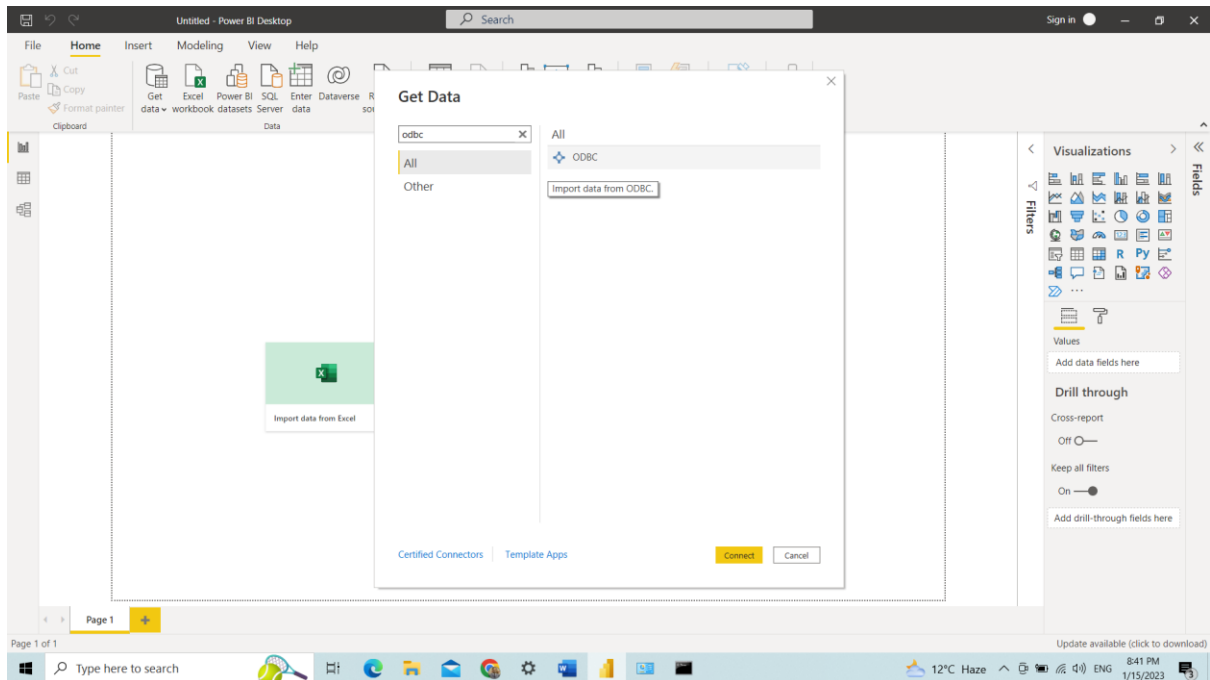 Untitled - Power BI Desktop
Search
Sign in
File Home Insert Modeling View Help
Cut
Copy
Format painter
Paste
Clipboard
Get data
Excel workbook
Power BI datasets
SQL Server
Enter data
Dataverse
Data
Get Data
odbc
All
Other
All
ODBC
Import data from ODBC.
Certified Connectors
Template Apps
Connect
Cancel
Import data from Excel
Filters
Visualizations
Fields
R Py
Values
Add data fields here
Drill through
Cross-report
Off
Keep all filters
On
Add drill-through fields here
Page 1
Page 1 of 1
Update available (click to download)
Type here to search
12°C Haze
ENG
8:41 PM
1/15/2023
3